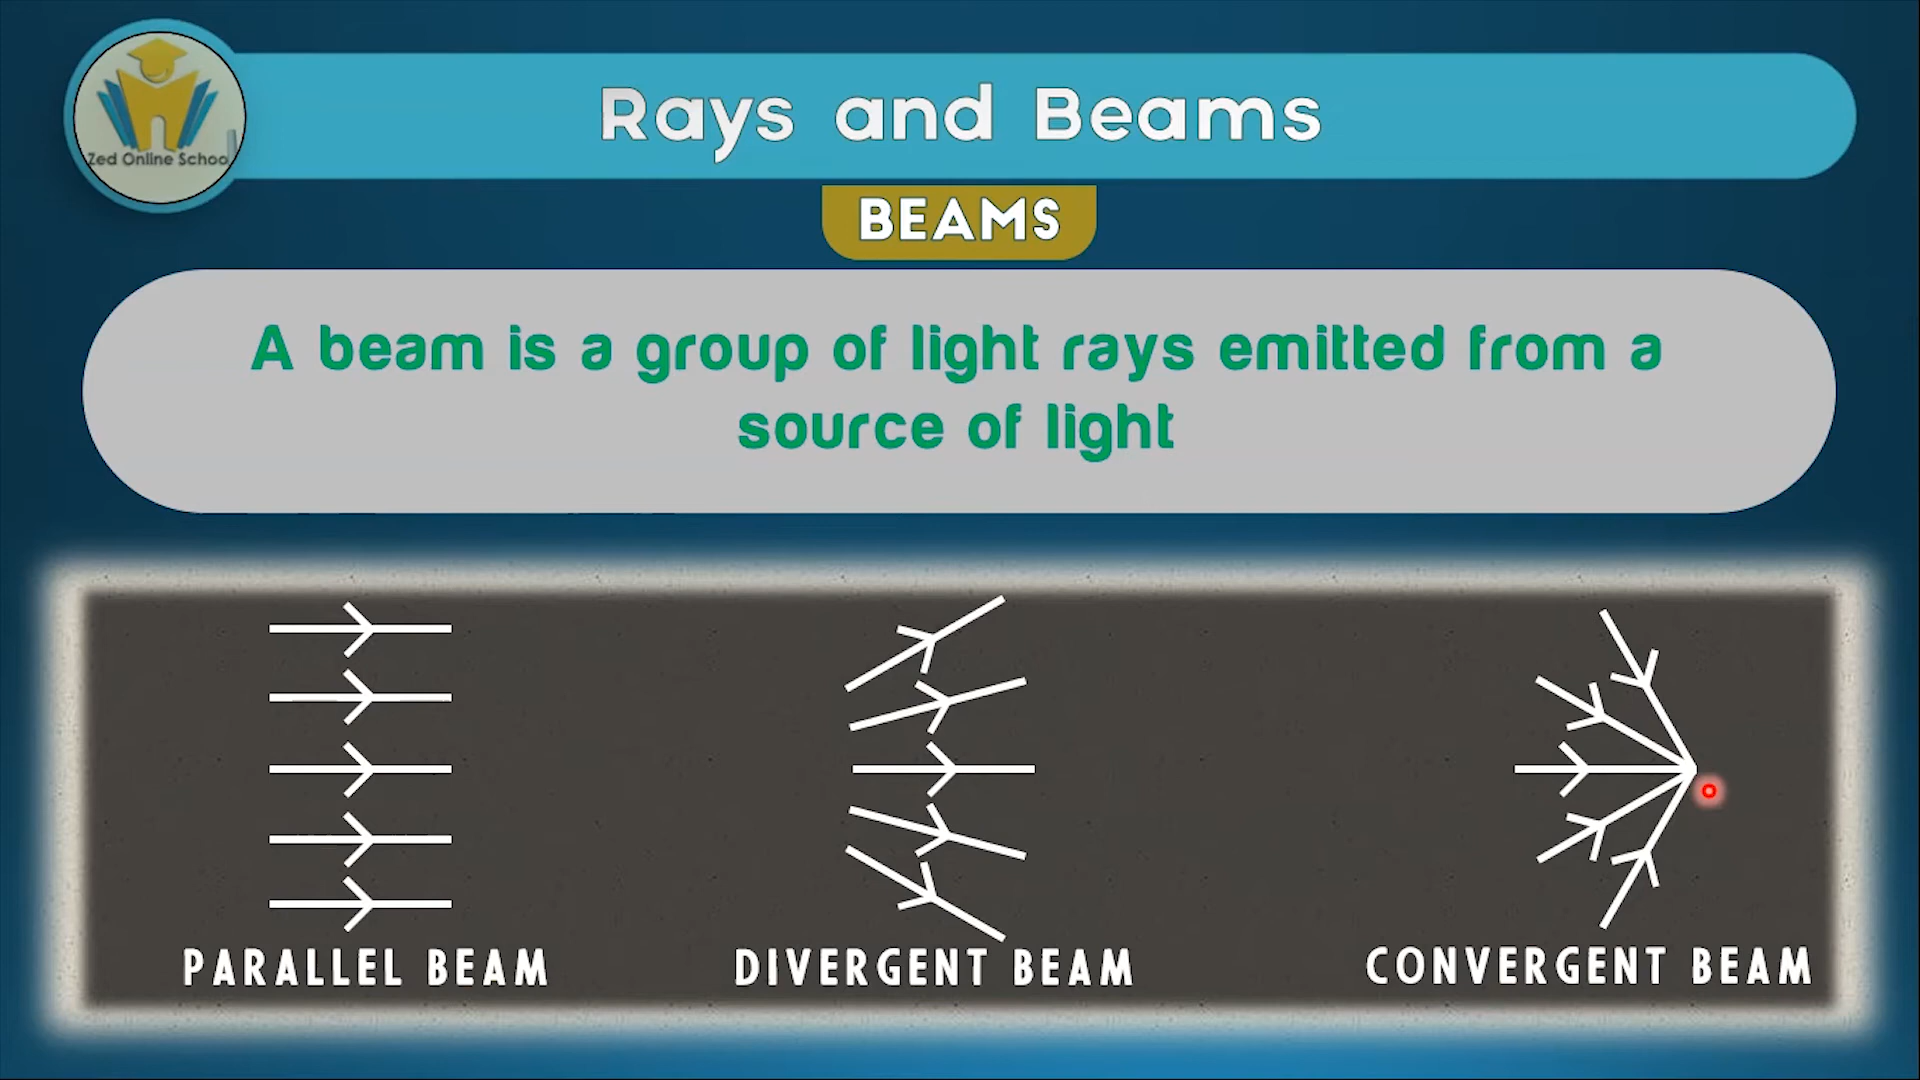 Zed Online School
Rays and Beams
BEAMS
A beam is a group of light rays emitted from a
source of light
PARALLEL BEAM
DIVERGENT BEAM
CONVERGENT BEAM